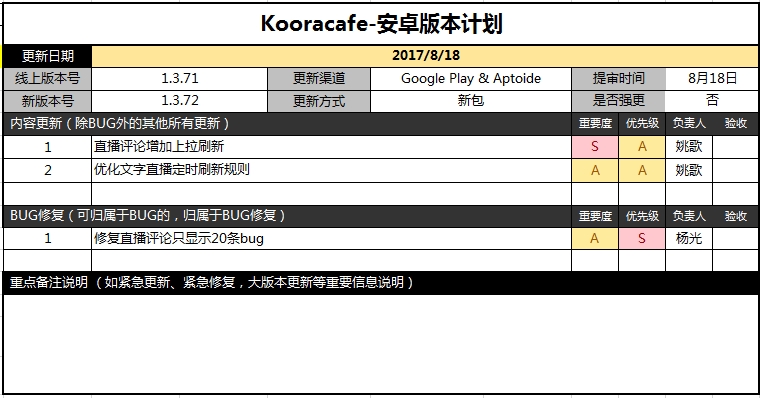 Kooracafe-安卓版本计划
更新日期 2017/8/18
线上版本号 1.3.71 更新渠道 Google Play & Aptoide 提审时间 8月18日
新版本号 1.3.72 更新方式 新包 是否强更 否
内容更新（除BUG外的其他所有更新） 重要度 优先级 负责人 验收
1 直播评论增加上拉刷新 S A 姚歌
2 优化文字直播定时刷新规则 A A 姚歌
BUG修复（可归属于BUG的，归属于BUG修复） 重要度 优先级 负责人 验收
1 修复直播评论只显示20条bug A S 杨光
重点备注说明 （如紧急更新、紧急修复，大版本更新等重要信息说明）